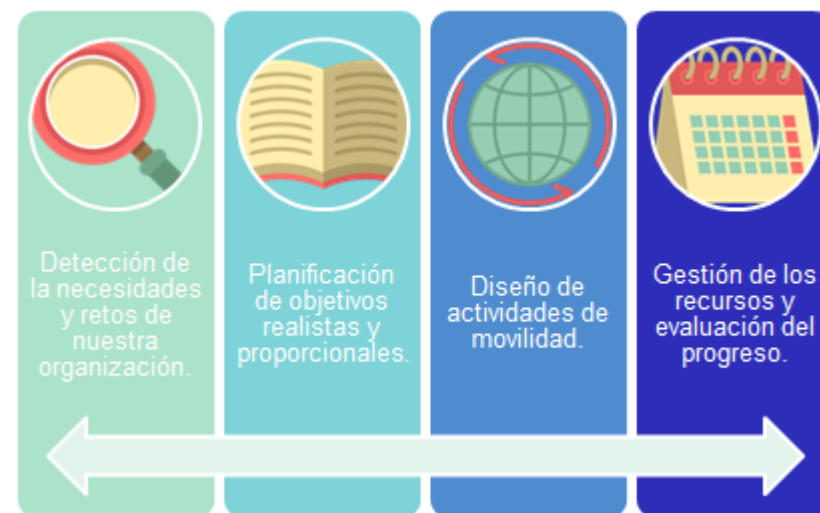 Detección de
la necesidades
y retos de
nuestra
organización.
Planificación
de objetivos
realistas y
proporcionales.
Diseño de
actividades de
movilidad.
Gestión de los
recursos y
evaluación del
progreso.